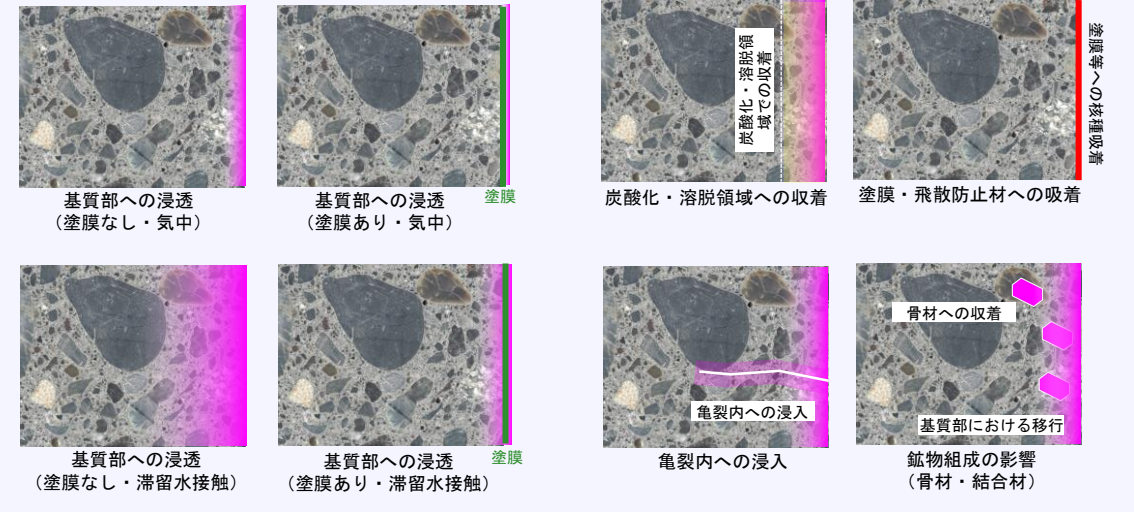 基質部への浸透
（塗膜なし・気中）
基質部への浸透
（塗膜あり・気中）
塗膜
炭酸化・溶脱領
域での収着
炭酸化・溶脱領域への収着
塗膜等への核種吸着
塗膜・飛散防止材への吸着
基質部への浸透
（塗膜なし・滞留水接触）
基質部への浸透
（塗膜あり・滞留水接触）
塗膜
亀裂内への浸入
亀裂内への浸入
骨材への収着
基質部における移行
鉱物組成の影響
（骨材・結合材）